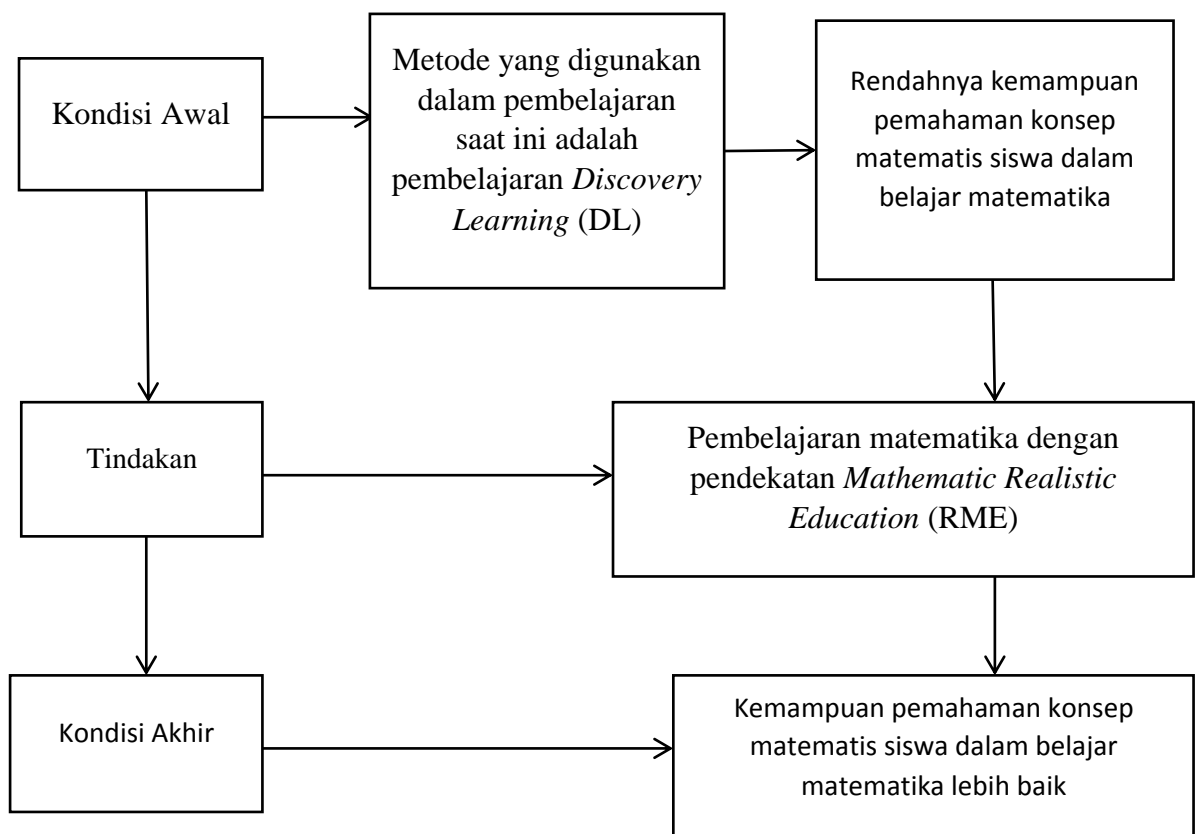 Kondisi Awal
Metode yang digunakan
dalam pembelajaran
saat ini adalah
pembelajaran Discovery
Learning (DL)
Rendahnya kemampuan
pemahaman konsep
matematis siswa dalam
belajar matematika
Tindakan
Pembelajaran matematika dengan
pendekatan Mathematic Realistic
Education (RME)
Kondisi Akhir
Kemampuan pemahaman konsep
matematis siswa dalam belajar
matematika lebih baik